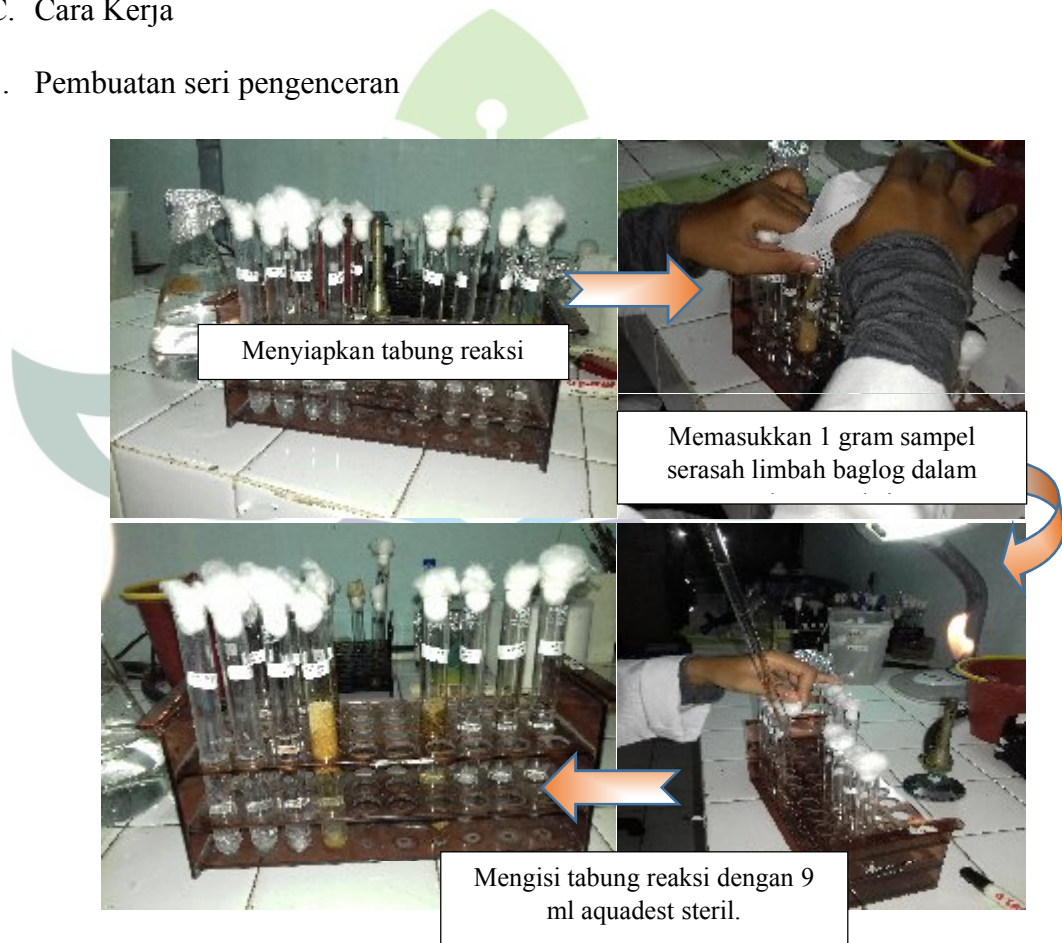 C. Cara Kerja
. Pembuatan seri pengenceran
Menyiapkan tabung reaksi
Memasukkan 1 gram sampel
serasah limbah baglog dalam
Mengisi tabung reaksi dengan 9
ml aquadest steril.